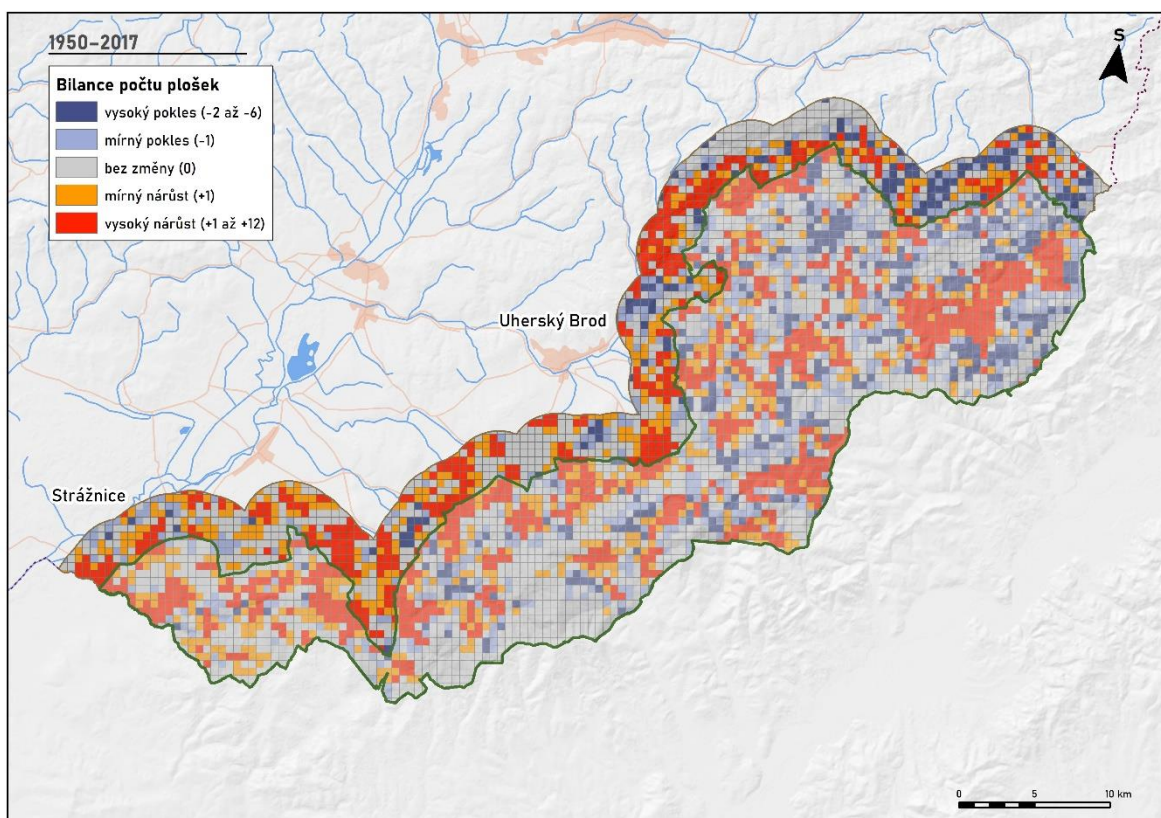 1950–2017
Bilance počtu plošek
vysoký pokles (-2 až -6)
mírný pokles (-1)
bez změny (0)
mírný nárůst (+1)
vysoký nárůst (+1 až +12)
S
Uherský Brod
Strážnice
0 5 10 km